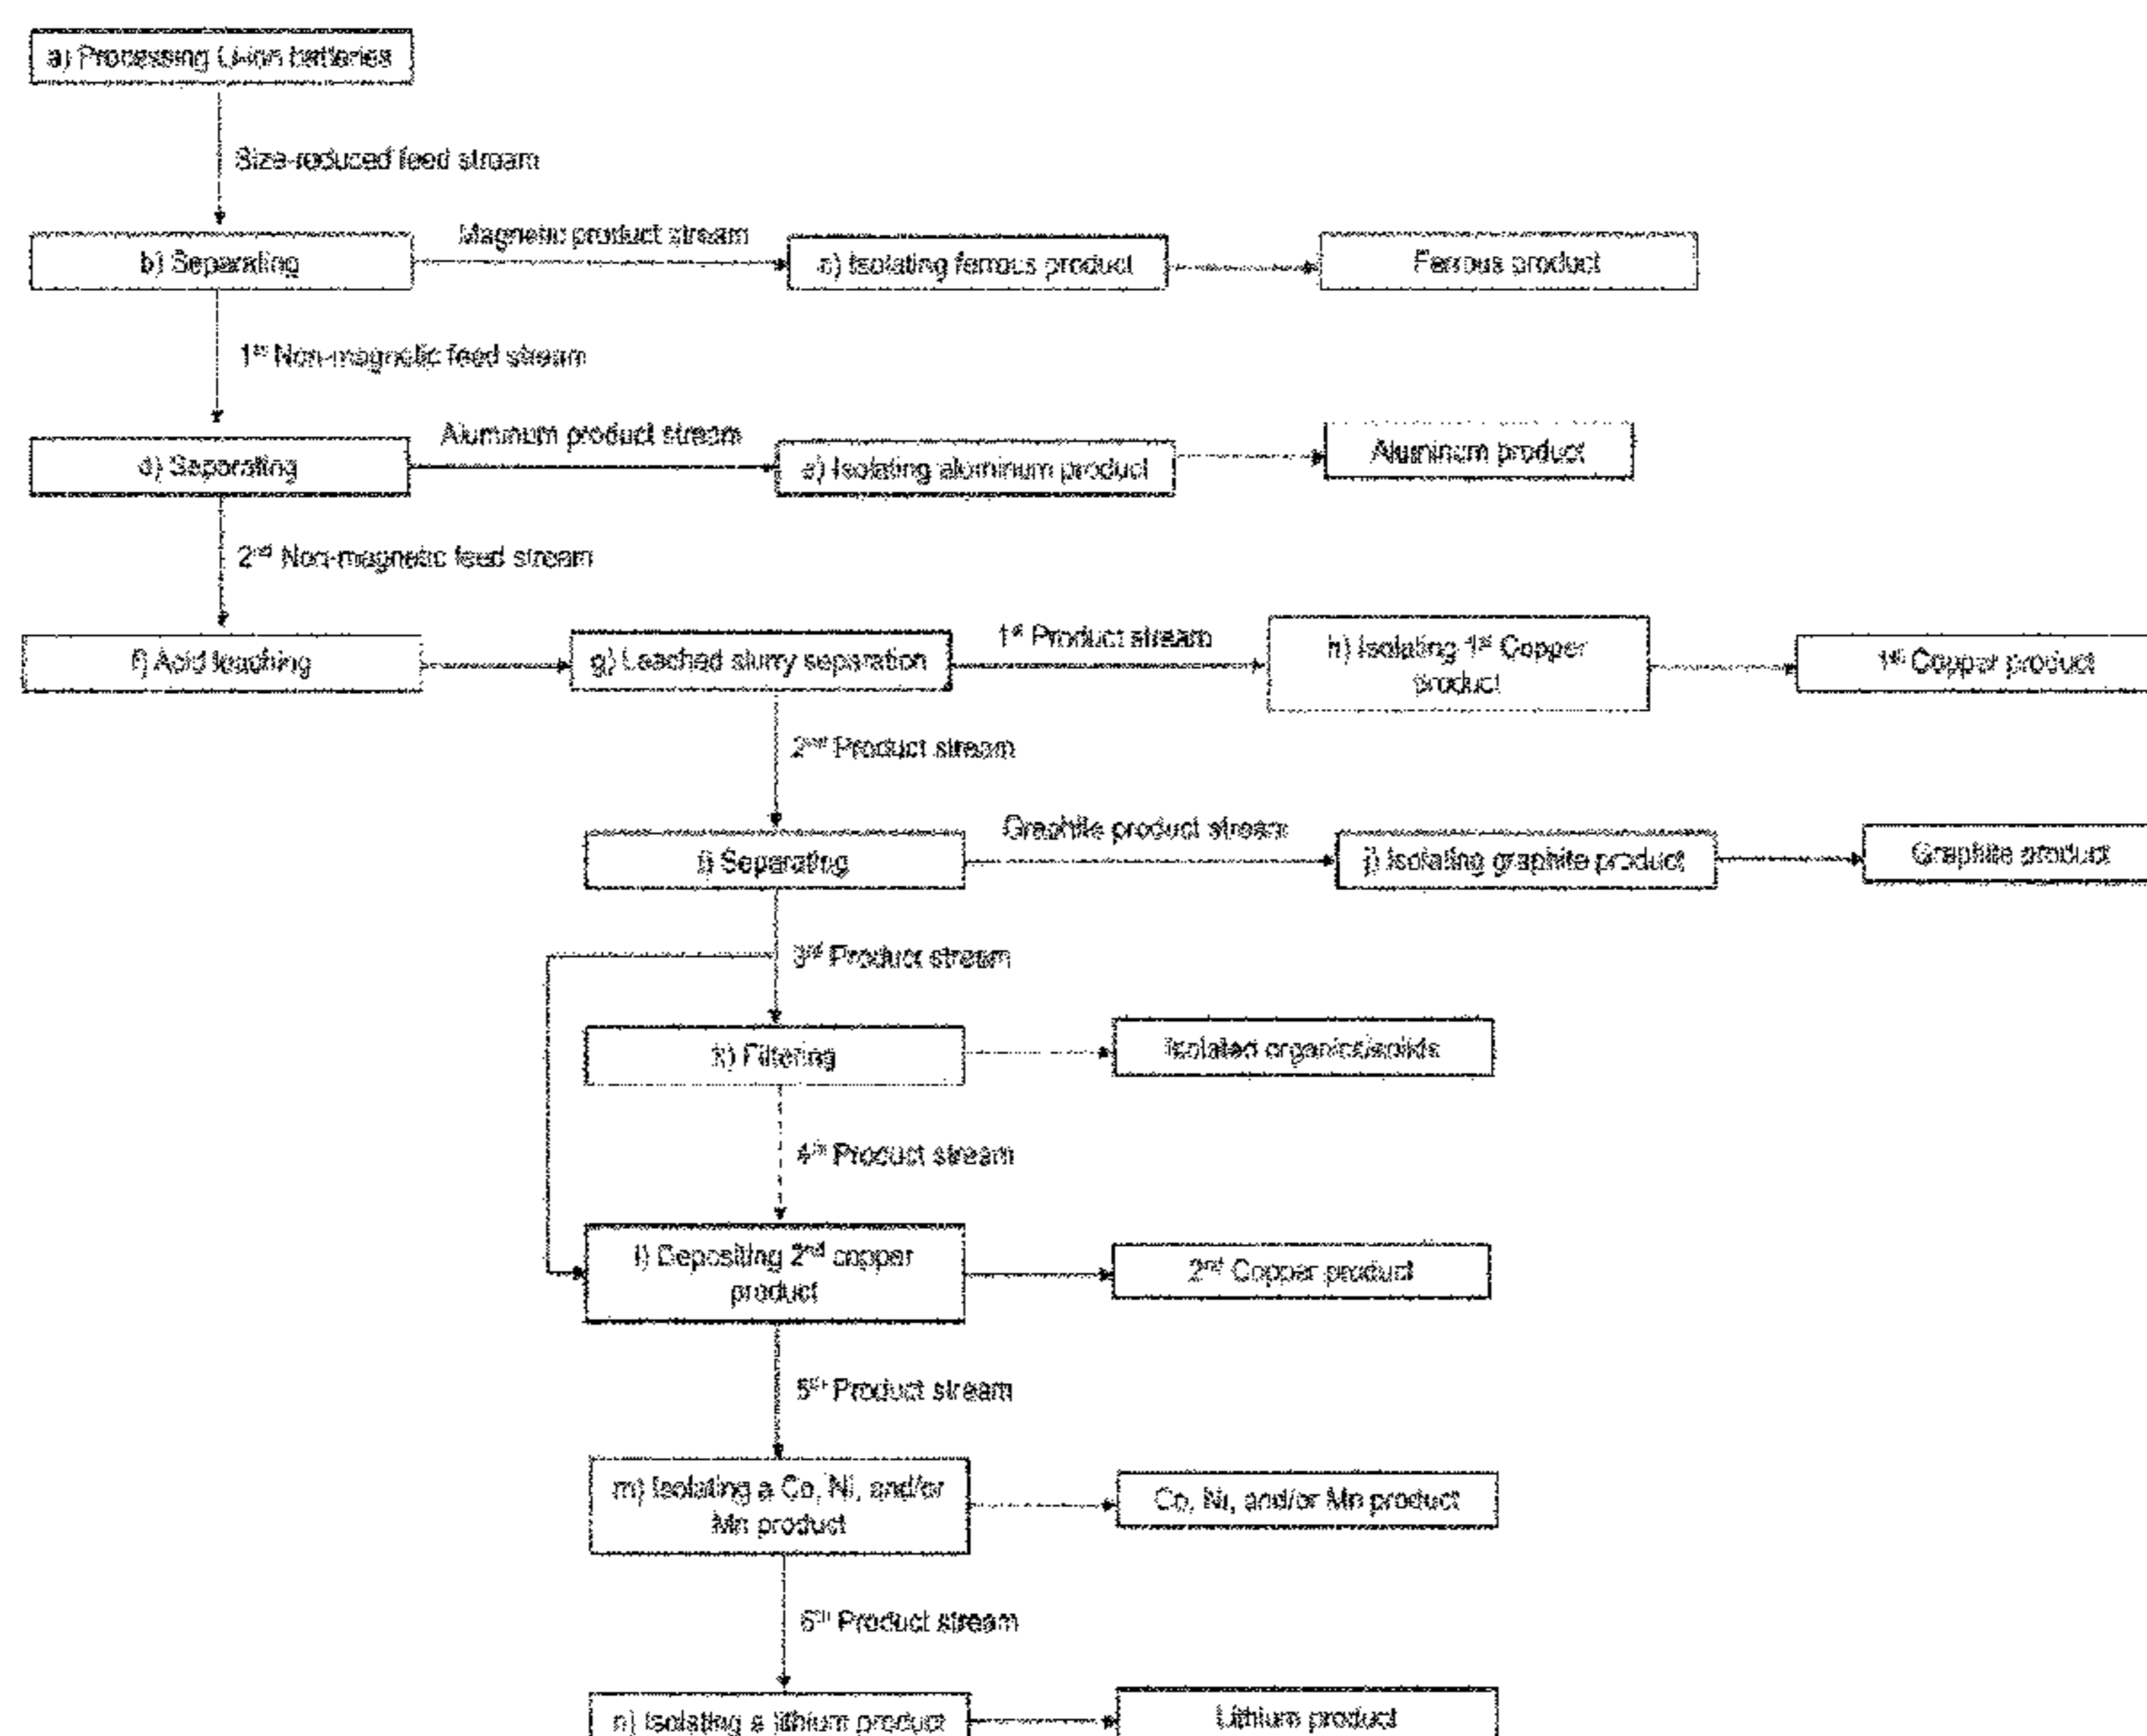 a) Processing Li-ion batteries
Size-reduced feed stream
b) Separating
Magnetic product stream
c) Isolating ferrous product
Ferrous product
1st Non-magnetic feed stream
d) Separating
Aluminum product stream
e) Isolating aluminum product
Aluminum product
2nd Non-magnetic feed stream
f) Acid leaching
g) Leached slurry separation
1st Product stream
h) Isolating 1st Copper
product
1st Copper product
2nd Product stream
i) Separating
Graphite product stream
j) Isolating graphite product
Graphite product
3rd Product stream
k) Filtering
Isolated organics/solids
4th Product stream
l) Depositing 2nd copper
product
2nd Copper product
5th Product stream
m) Isolating a Co, Ni, and/or
Mn product
Co, Ni, and/or Mn product
6th Product stream
n) Isolating a lithium product
Lithium product